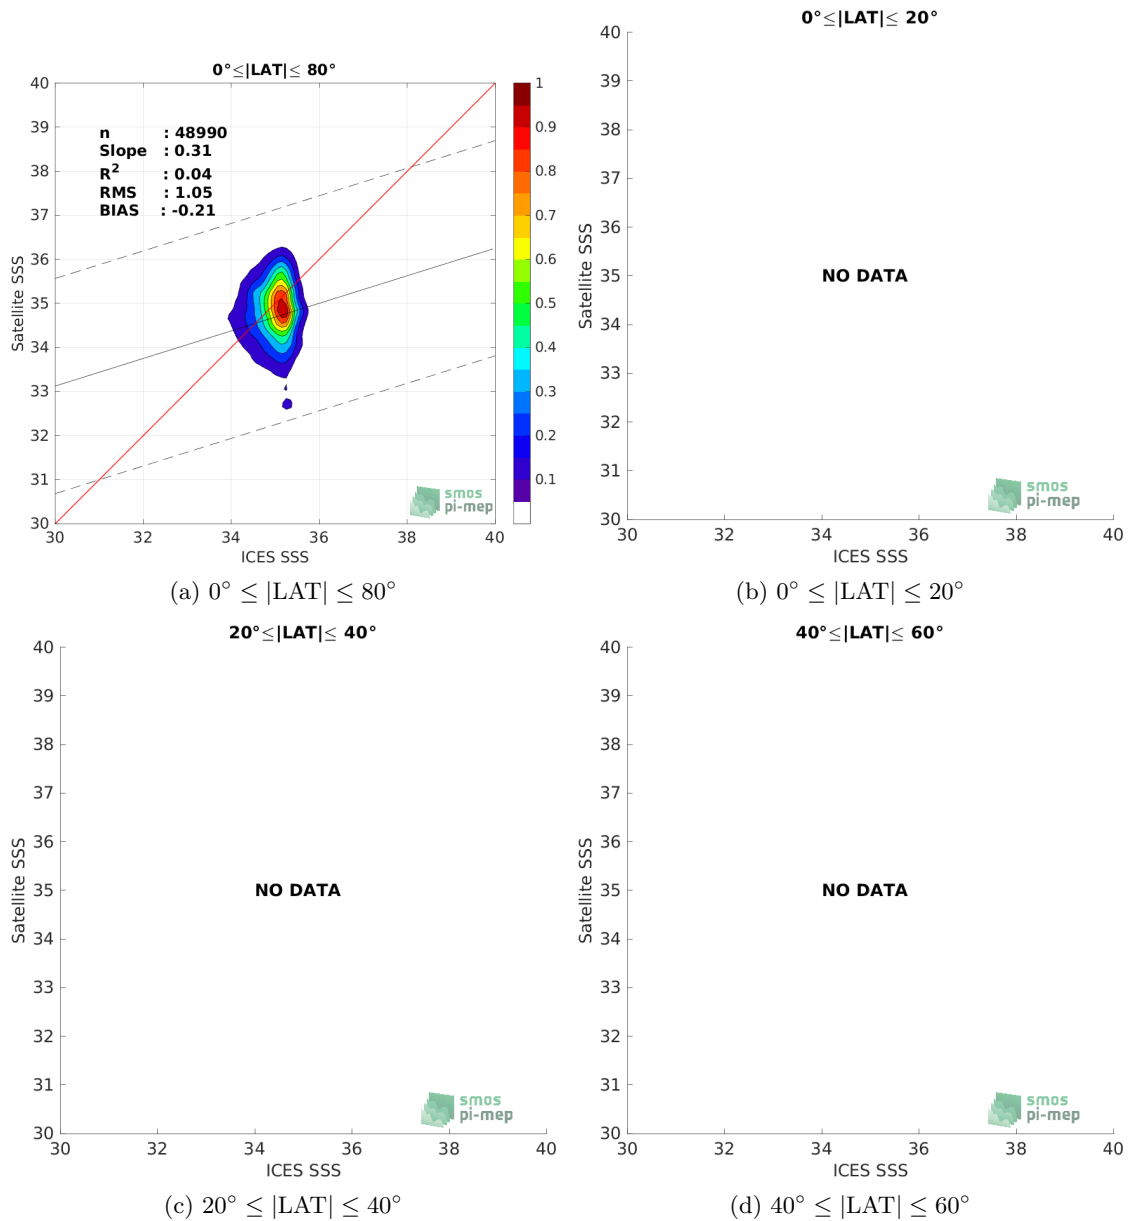 0°≤|LAT|≤ 80°
40
39
38
37
36
35
34
33
32
31
30
Satellite SSS
n : 48990
Slope : 0.31
R² : 0.04
RMS : 1.05
BIAS : -0.21
smos
pi-mep
30 32 34 36 38 40
ICES SSS
1
0.9
0.8
0.7
0.6
0.5
0.4
0.3
0.2
0.1
(a) 0° ≤ |LAT| ≤ 80°
0°≤|LAT|≤ 20°
40
39
38
37
36
35
34
33
32
31
30
Satellite SSS
NO DATA
smos
pi-mep
30 32 34 36 38 40
ICES SSS
(b) 0° ≤ |LAT| ≤ 20°
20°≤|LAT|≤ 40°
40
39
38
37
36
35
34
33
32
31
30
Satellite SSS
NO DATA
smos
pi-mep
30 32 34 36 38 40
ICES SSS
(c) 20° ≤ |LAT| ≤ 40°
40°≤|LAT|≤ 60°
40
39
38
37
36
35
34
33
32
31
30
Satellite SSS
NO DATA
smos
pi-mep
30 32 34 36 38 40
ICES SSS
(d) 40° ≤ |LAT| ≤ 60°